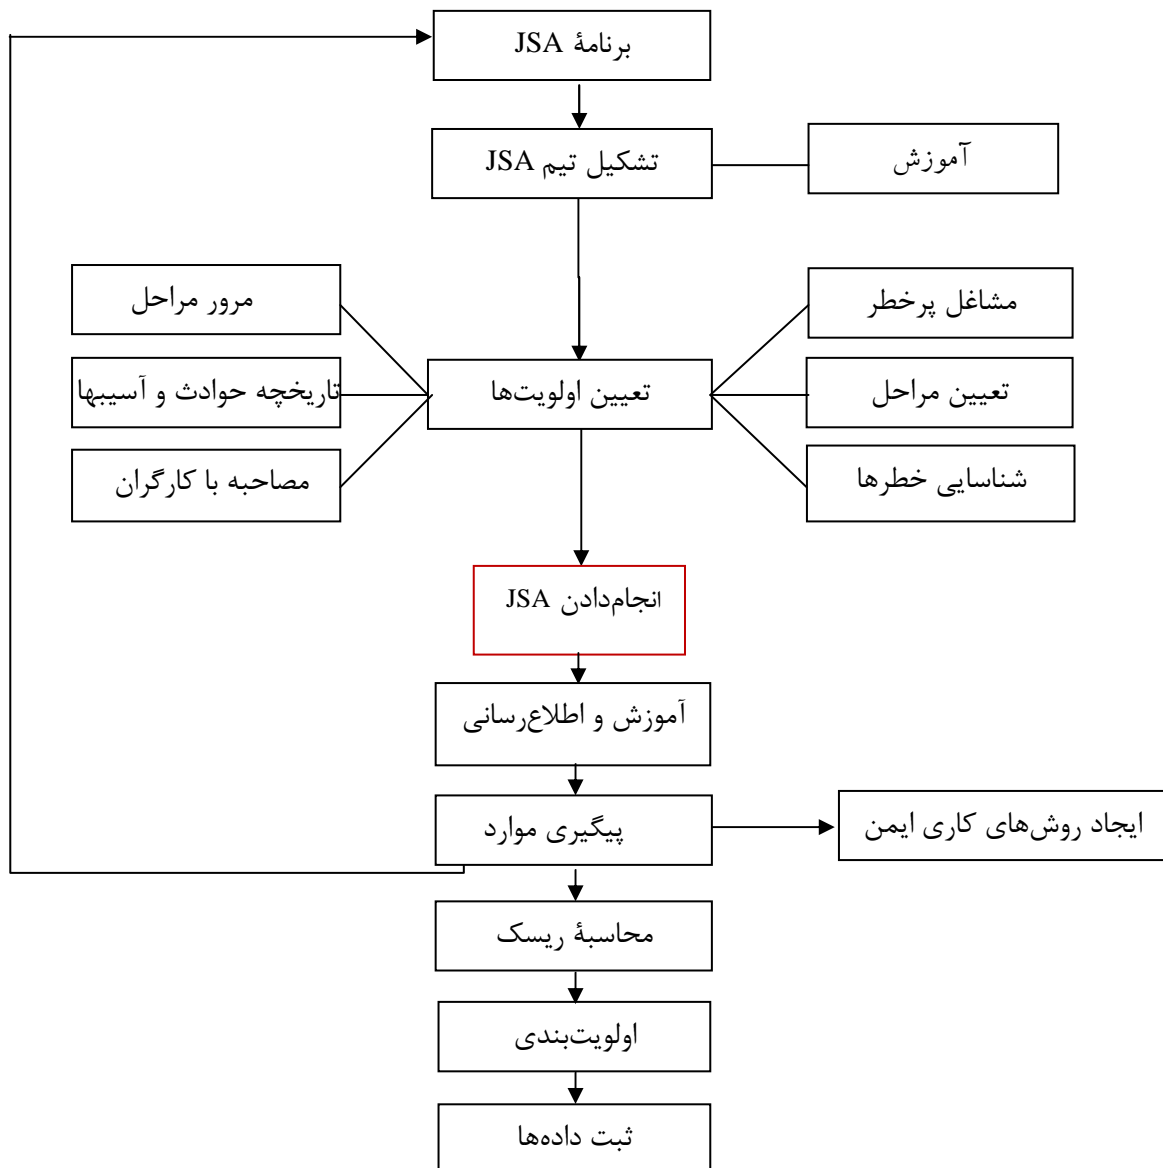 برنامهٔ JSA
تشکیل تیم JSA
آموزش
مشاغل پرخطر
مرور مراحل
تعیین اولویت‌ها
تعیین مراحل
تاریخچه حوادث و آسیبها
شناسایی خطرها
مصاحبه با کارگران
انجام‌دادن JSA
آموزش و اطلاع‌رسانی
پیگیری موارد
ایجاد روش‌های کاری ایمن
محاسبهٔ ریسک
اولویت‌بندی
ثبت داده‌ها